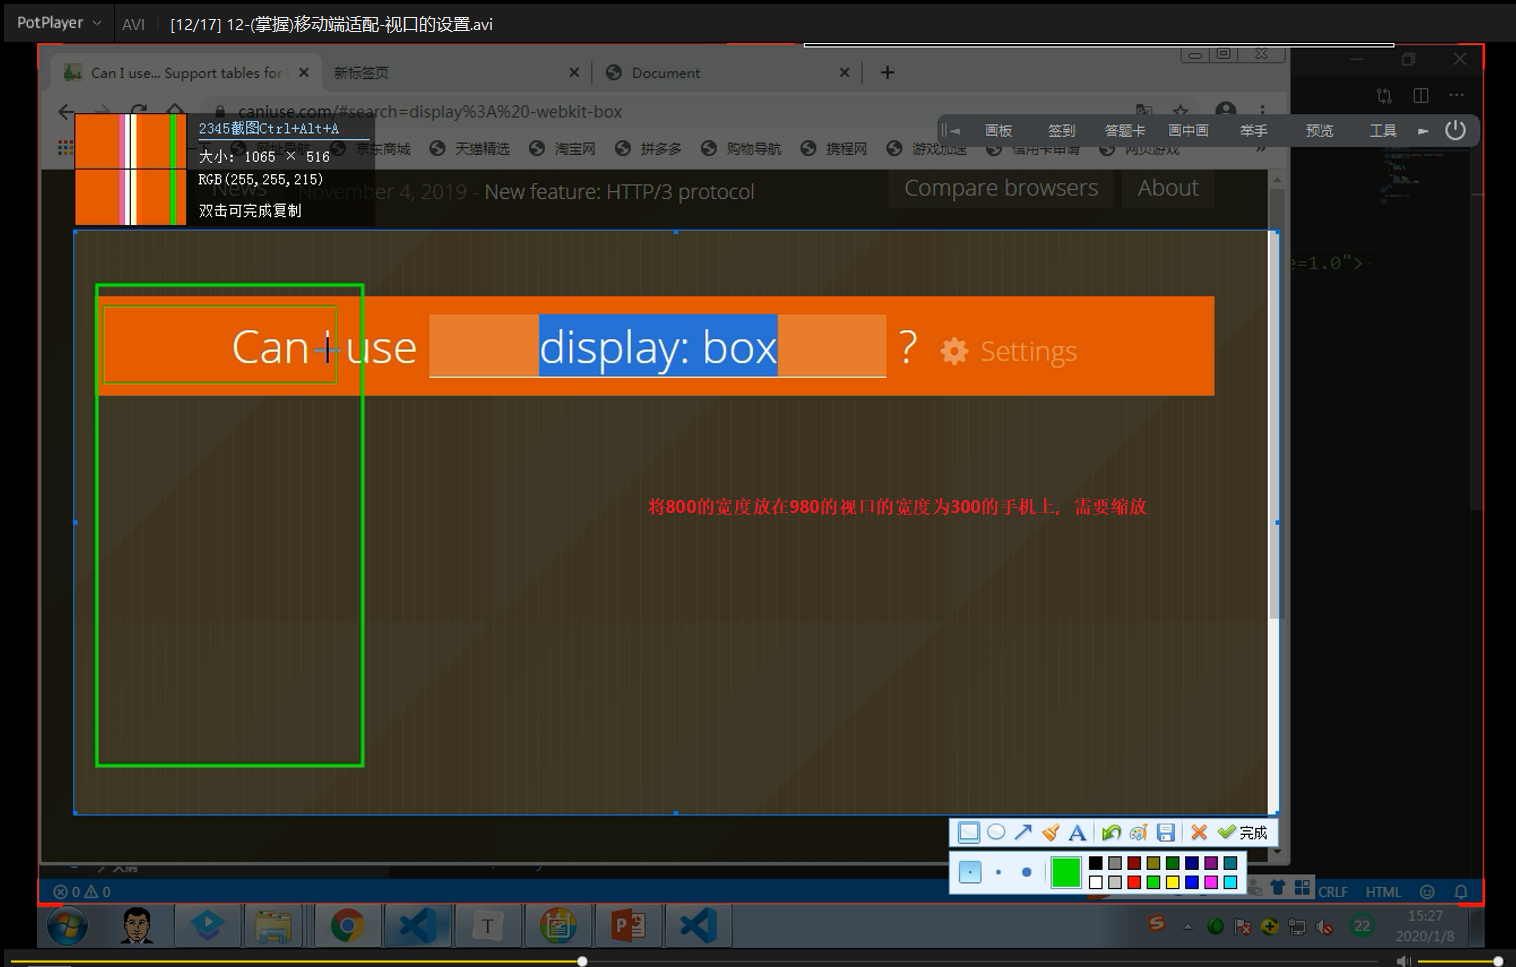 PotPlayer AVI [12/17] 12-(掌握)移动端适配-视口的设置.avi
Can I use... Support tables for 新标签页 Document
caniuse.com/#search=display%3A%20-webkit-box
2345截图Ctrl+Alt+A
大小: 1065 × 516
RGB(255,255,215)
双击可完成复制
画板 签到 答题卡 画中画 举手 预览 工具
网址导航 京东商城 天猫精选 淘宝网 拼多多 购物导航 携程网 游戏加速 信用卡申请 网页游戏
News November 4, 2019 - New feature: HTTP/3 protocol Compare browsers About
e=1.0">
Can I use display: box ? Settings
将800的宽度放在980的视口的宽度为300的手机上，需要缩放
A 完成
大纲
0 0 CRLF HTML
T P S 22 15:27
2020/1/8